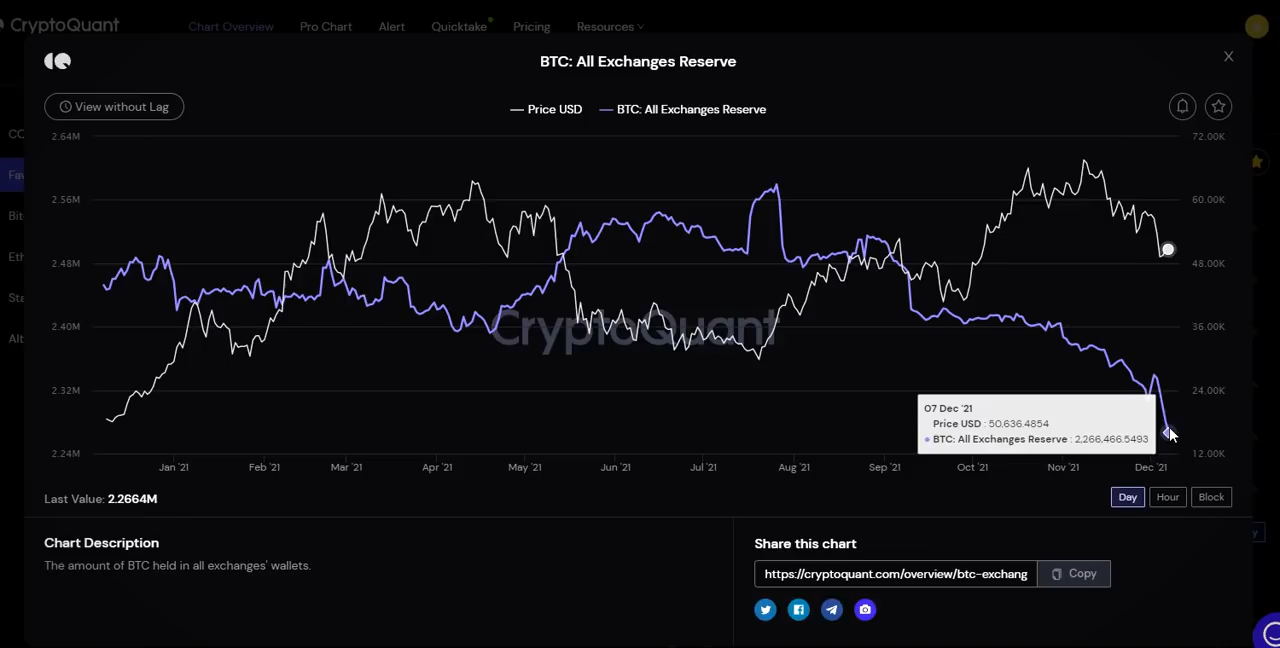 CryptoQuant
Chart Overview
Pro Chart
Alert
Quicktake
Pricing
Resources
BTC: All Exchanges Reserve
View without Lag
Price USD
BTC: All Exchanges Reserve
2.64M
72.00K
2.56M
60.00K
2.48M
48.00K
2.40M
36.00K
2.32M
24.00K
2.24M
12.00K
CryptoQuant
07 Dec '21
Price USD : 50,636.4854
BTC: All Exchanges Reserve : 2,266,466.5493
Jan '21
Feb '21
Mar '21
Apr '21
May '21
Jun '21
Jul '21
Aug '21
Sep '21
Oct '21
Nov '21
Dec '21
Last Value: 2.2664M
Day
Hour
Block
Chart Description
The amount of BTC held in all exchanges' wallets.
Share this chart
https://cryptoquant.com/overview/btc-exchang
Copy